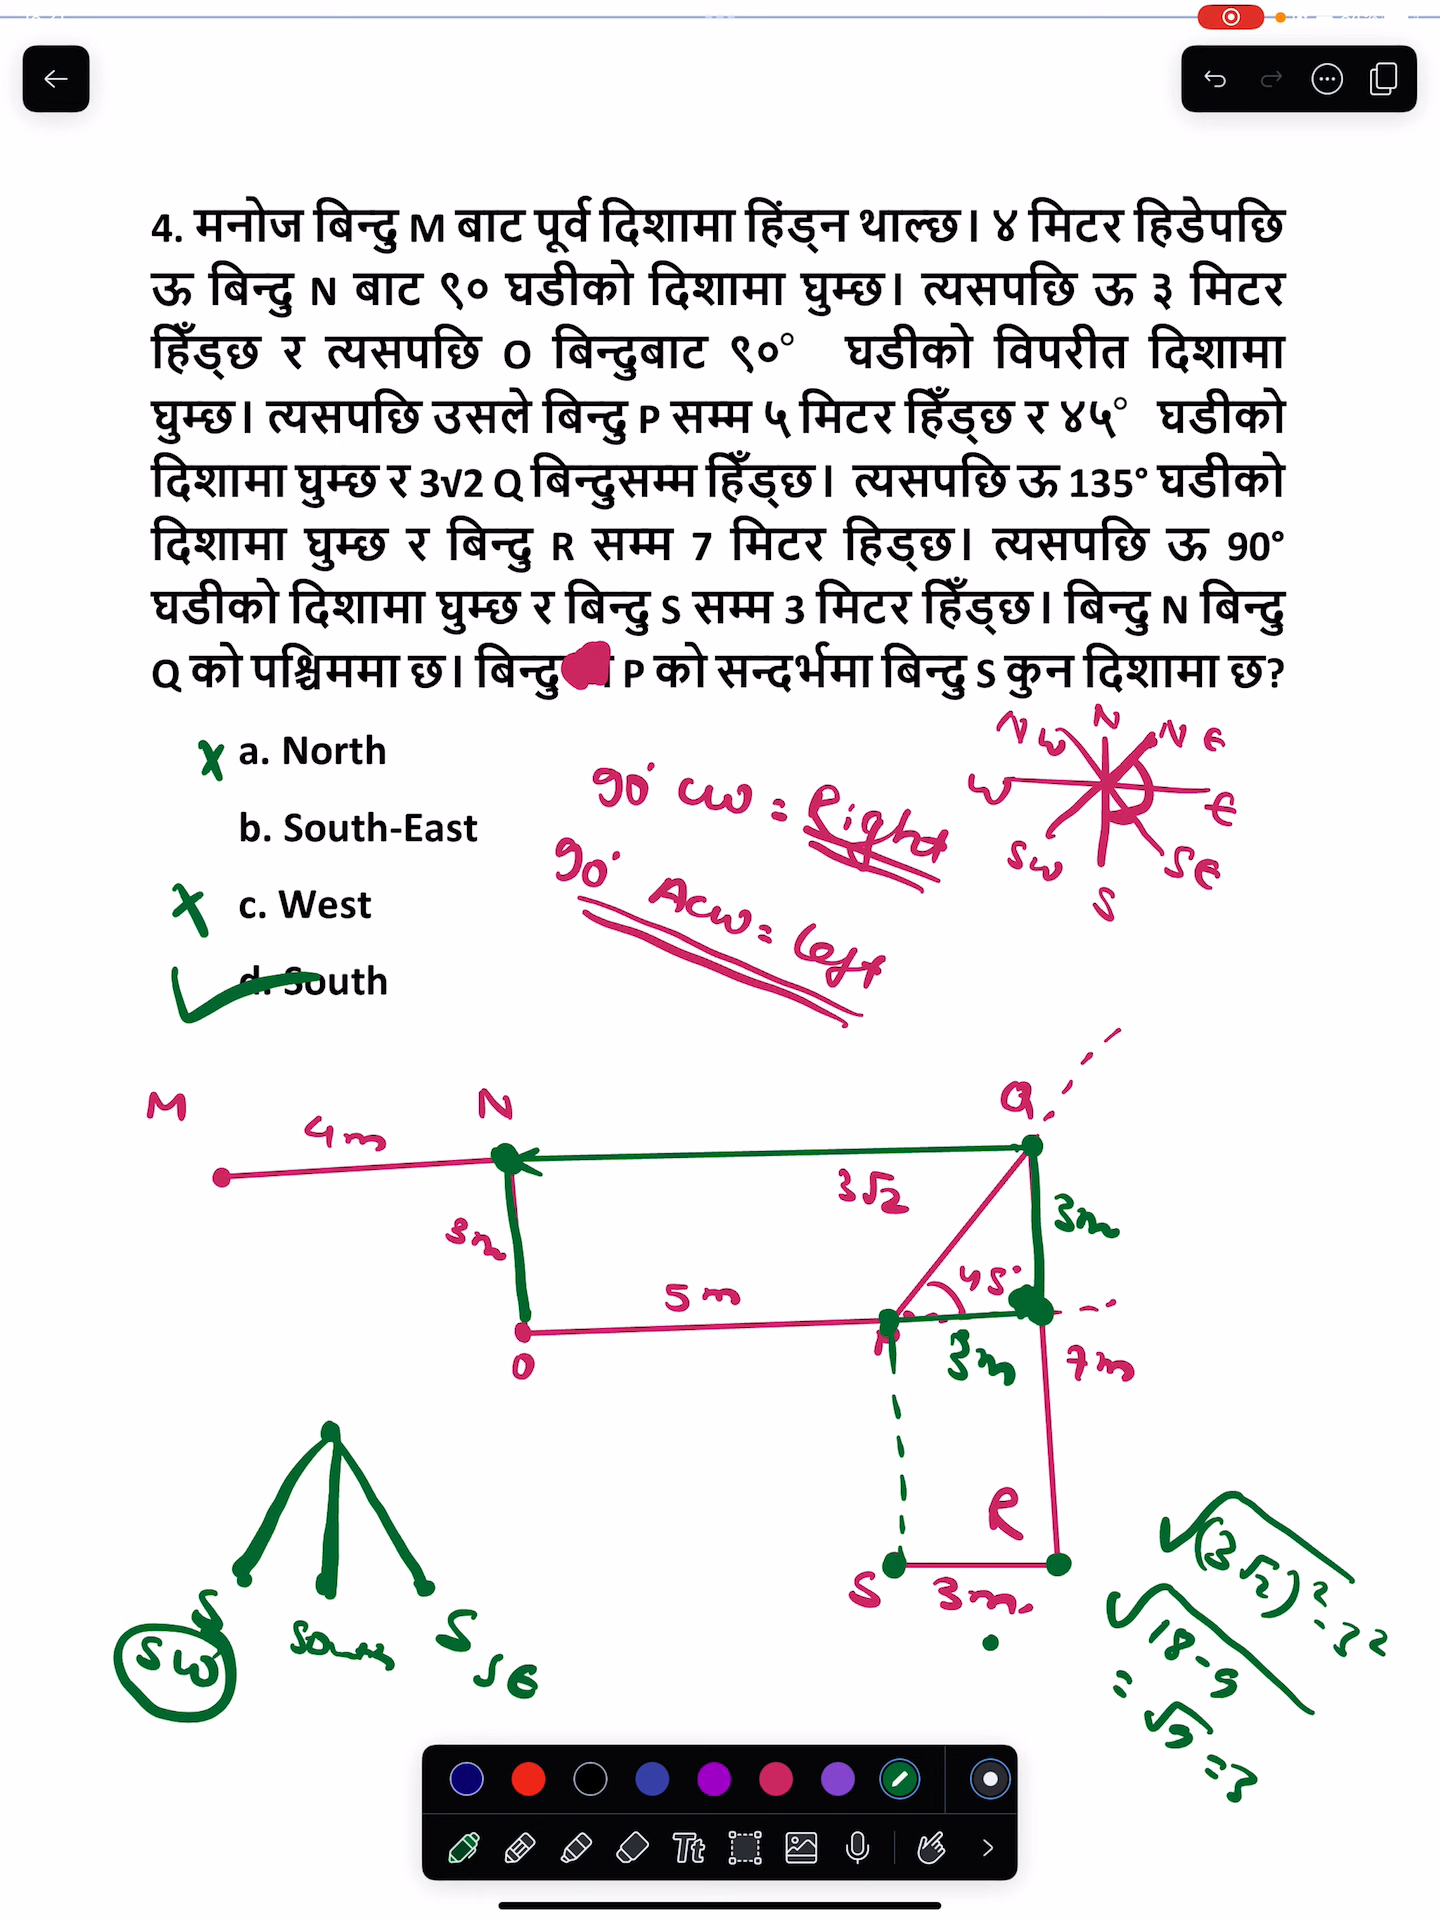 4. मनोज बिन्दु M बाट पूर्व दिशामा हिंड्न थाल्छ। ४ मिटर हिडेपछि
ऊ बिन्दु N बाट ९० घडीको दिशामा घुम्छ। त्यसपछि ऊ ३ मिटर
हिँड्छ र त्यसपछि O बिन्दुबाट ९०° घडीको विपरीत दिशामा
घुम्छ। त्यसपछि उसले बिन्दु P सम्म ५ मिटर हिँड्छ र ४५° घडीको
दिशामा घुम्छ र 3√2 Q बिन्दुसम्म हिँड्छ। त्यसपछि ऊ 135° घडीको
दिशामा घुम्छ र बिन्दु R सम्म 7 मिटर हिड्छ। त्यसपछि ऊ 90°
घडीको दिशामा घुम्छ र बिन्दु S सम्म 3 मिटर हिँड्छ। बिन्दु N बिन्दु
Q को पश्चिममा छ। बिन्दु P को सन्दर्भमा बिन्दु S कुन दिशामा छ?
a. North
b. South-East
c. West
d. South
90° CW = Right
90° ACW = Left
N W
N
N E
W
E
SW
S
SE
M
4m
N
Q
3√2
3m
3m
45°
5m
O
P
3m
7m
R
S
3m.
S
SW
South
S
SE
√(3√2)² - 3²
√18-9
= √9 = 3
Tt